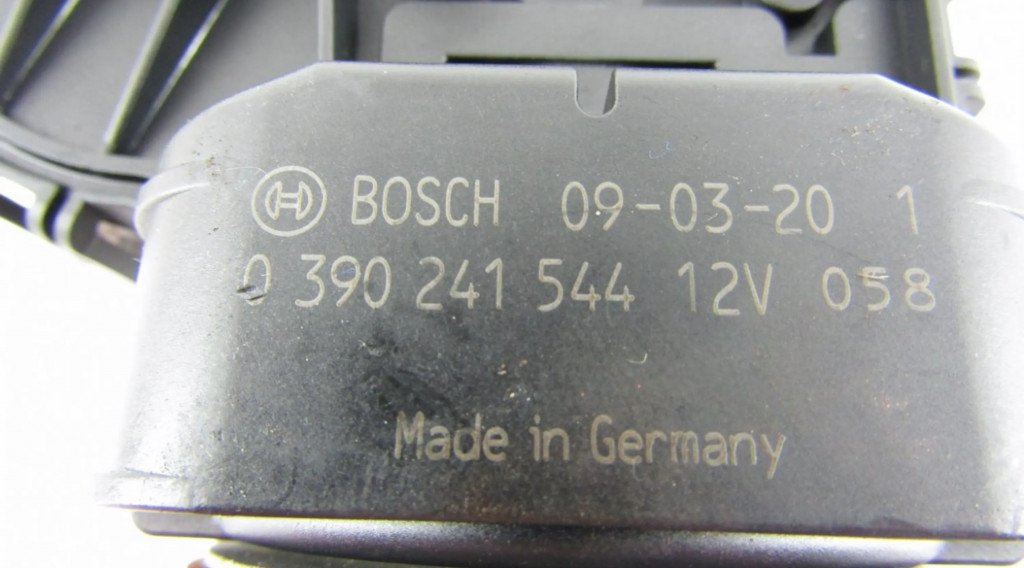 BOSCH 09-03-20 1
0 390 241 544 12V 058
Made in Germany